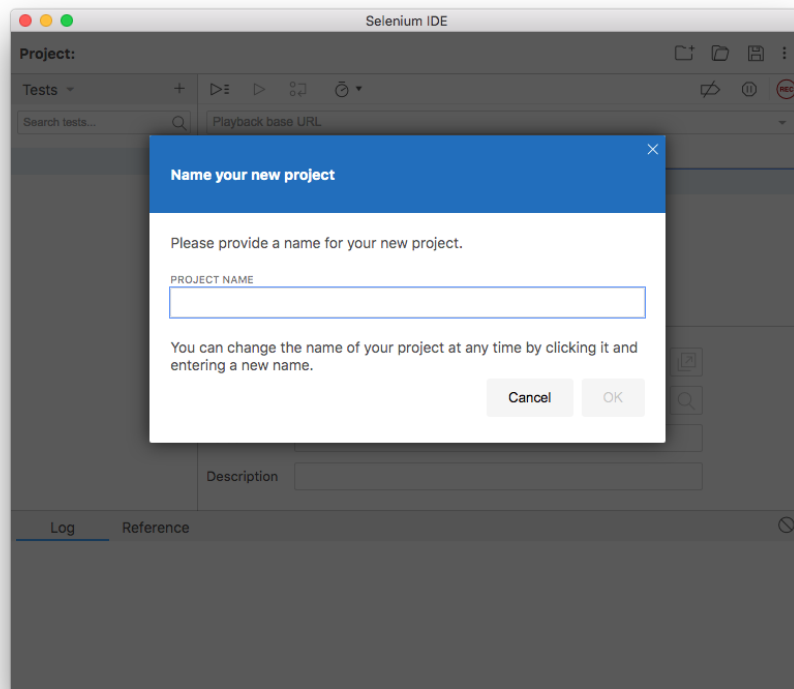 Selenium IDE
Project:
Tests
Search tests...
Playback base URL
REC
Name your new project
Please provide a name for your new project.
PROJECT NAME
You can change the name of your project at any time by clicking it and
entering a new name.
Cancel
OK
Description
Log
Reference